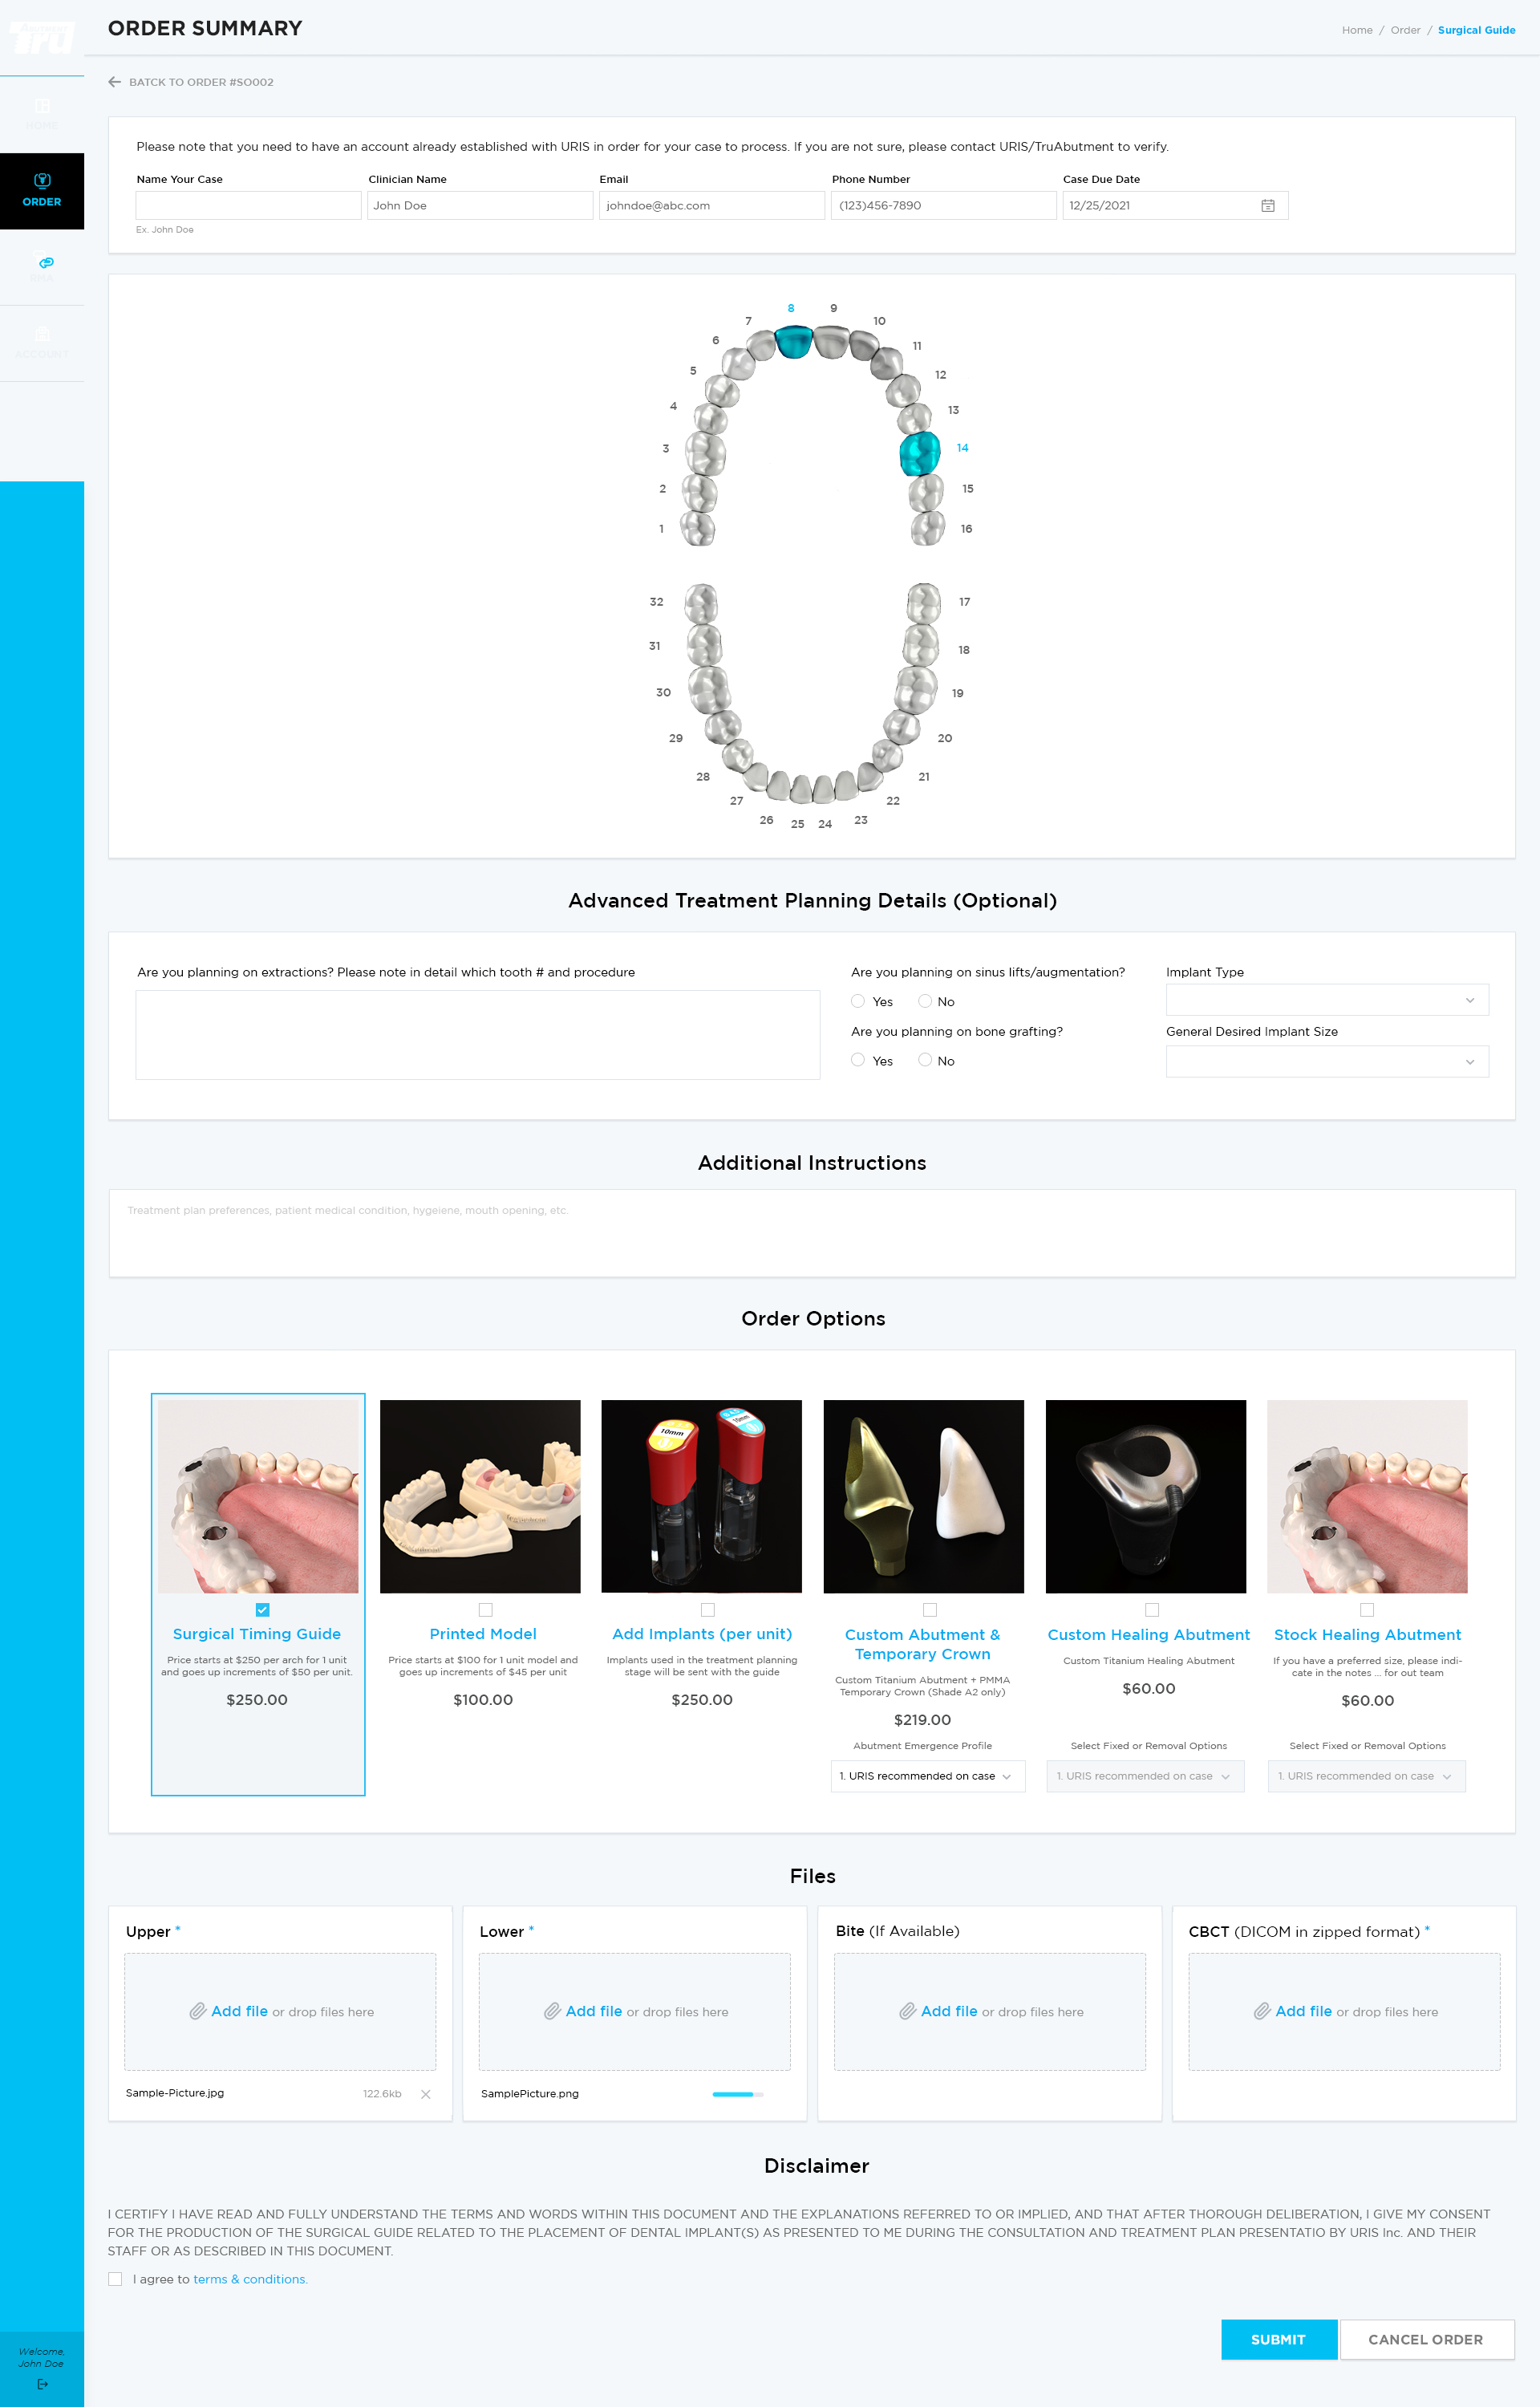 Tru
ORDER SUMMARY
Home / Order / Surgical Guide
BATCK TO ORDER #SO002
HOME
ORDER
RMA
ACCOUNT
Please note that you need to have an account already established with URIS in order for your case to process. If you are not sure, please contact URIS/TruAbutment to verify.
Name Your Case
Clinician Name
Email
Phone Number
Case Due Date
John Doe
johndoe@abc.com
(123)456-7890
12/25/2021
Ex. John Doe
8
9
7
10
6
11
5
12
4
13
3
14
2
15
1
16
32
17
31
18
30
19
29
20
28
21
27
22
26
25
24
23
Advanced Treatment Planning Details (Optional)
Are you planning on extractions? Please note in detail which tooth # and procedure
Are you planning on sinus lifts/augmentation?
Yes
No
Are you planning on bone grafting?
Yes
No
Implant Type
General Desired Implant Size
Additional Instructions
Treatment plan preferences, patient medical condition, hygeiene, mouth opening, etc.
Order Options
10mm
10mm
Surgical Timing Guide
Price starts at $250 per arch for 1 unit
and goes up increments of $50 per unit.
$250.00
Printed Model
Price starts at $100 for 1 unit model and
goes up increments of $45 per unit
$100.00
Add Implants (per unit)
Implants used in the treatment planning
stage will be sent with the guide
$250.00
Custom Abutment &
Temporary Crown
Custom Titanium Abutment + PMMA
Temporary Crown (Shade A2 only)
$219.00
Abutment Emergence Profile
1. URIS recommended on case
Custom Healing Abutment
Custom Titanium Healing Abutment
$60.00
Select Fixed or Removal Options
1. URIS recommended on case
Stock Healing Abutment
If you have a preferred size, please indi-
cate in the notes ... for out team
$60.00
Select Fixed or Removal Options
1. URIS recommended on case
Files
Upper *
Add file or drop files here
Sample-Picture.jpg
122.6kb
Lower *
Add file or drop files here
SamplePicture.png
Bite (If Available)
Add file or drop files here
CBCT (DICOM in zipped format) *
Add file or drop files here
Disclaimer
I CERTIFY I HAVE READ AND FULLY UNDERSTAND THE TERMS AND WORDS WITHIN THIS DOCUMENT AND THE EXPLANATIONS REFERRED TO OR IMPLIED, AND THAT AFTER THOROUGH DELIBERATION, I GIVE MY CONSENT
FOR THE PRODUCTION OF THE SURGICAL GUIDE RELATED TO THE PLACEMENT OF DENTAL IMPLANT(S) AS PRESENTED TO ME DURING THE CONSULTATION AND TREATMENT PLAN PRESENTATIO BY URIS Inc. AND THEIR
STAFF OR AS DESCRIBED IN THIS DOCUMENT.
I agree to terms & conditions.
SUBMIT
CANCEL ORDER
Welcome,
John Doe